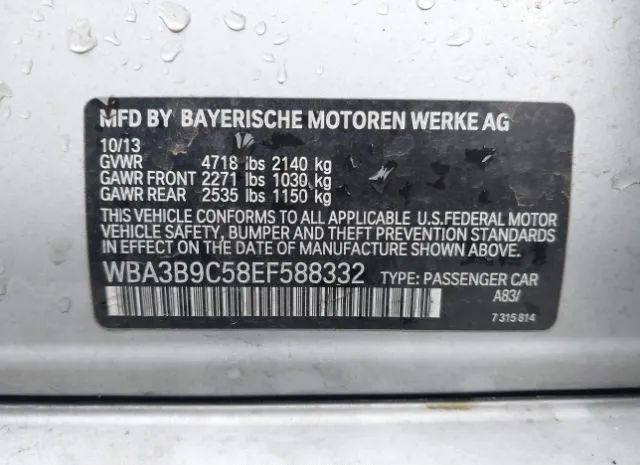 MFD BY BAYERISCHE MOTOREN WERKE AG
10/13
GVWR 4718 lbs 2140 kg
GAWR FRONT 2271 lbs 1030 kg
GAWR REAR 2535 lbs 1150 kg
THIS VEHICLE CONFORMS TO ALL APPLICABLE U.S.FEDERAL MOTOR
VEHICLE SAFETY, BUMPER AND THEFT PREVENTION STANDARDS
IN EFFECT ON THE DATE OF MANUFACTURE SHOWN ABOVE.
WBA3B9C58EF588332 TYPE: PASSENGER CAR
A83/
7 315 814